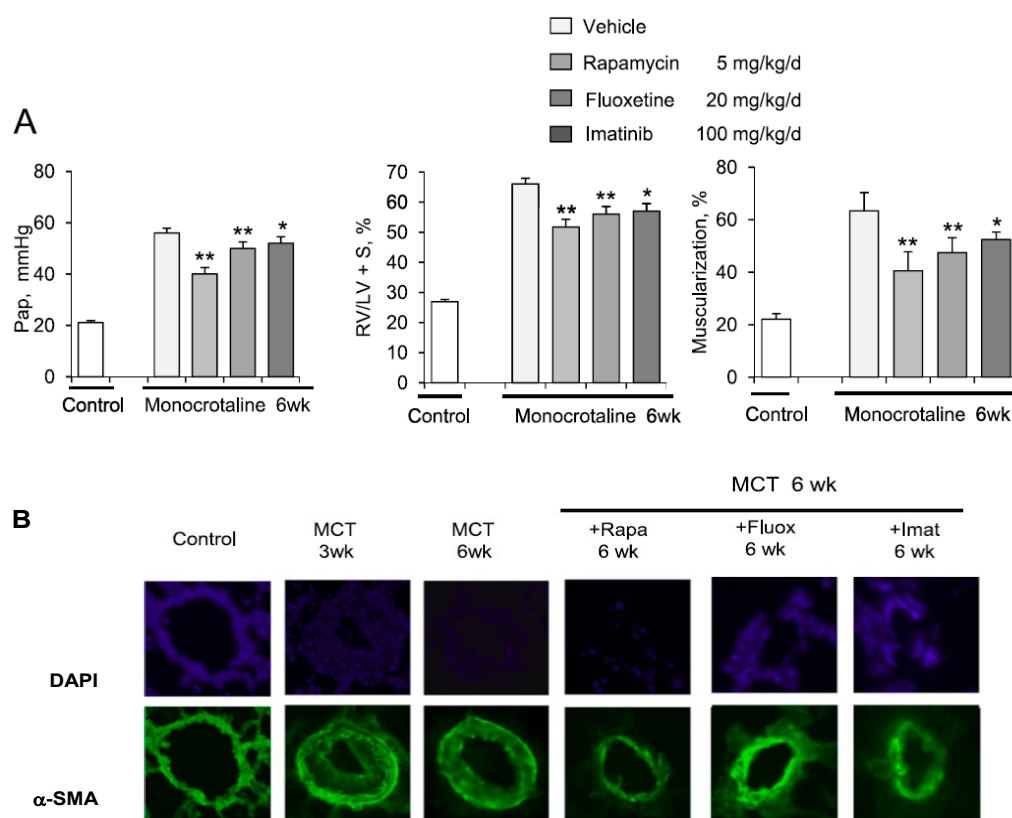 Vehicle
Rapamycin 5 mg/kg/d
Fluoxetine 20 mg/kg/d
Imatinib 100 mg/kg/d
A
80
60
40
20
0
Pap, mmHg
**
**
*
Control
Monocrotaline 6wk
70
60
50
40
30
20
10
0
RV/LV + S, %
**
**
*
Control
Monocrotaline 6wk
80
60
40
20
0
Muscularization, %
**
**
*
Control
Monocrotaline 6wk
B
MCT 6 wk
Control
MCT
3wk
MCT
6wk
+Rapa
6 wk
+Fluox
6 wk
+Imat
6 wk
DAPI
α-SMA